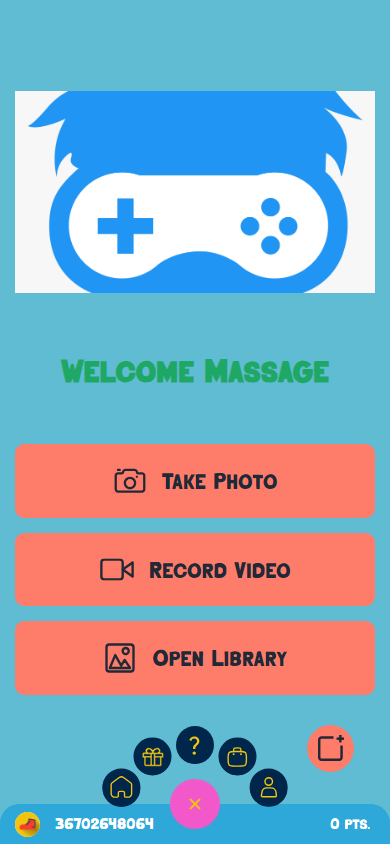 Welcome Massage
Take Photo
Record Video
Open Library
?
36702648064
0 PTS.